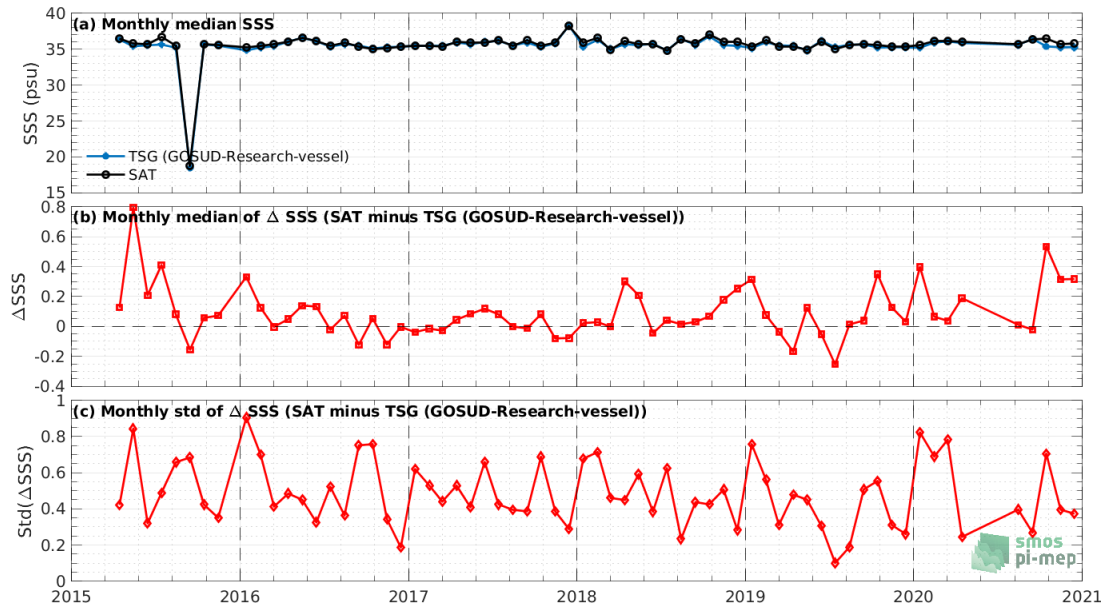 (a) Monthly median SSS
40
35
30
25
20
15
SSS (psu)
TSG (GOSUD-Research-vessel)
SAT
(b) Monthly median of Δ SSS (SAT minus TSG (GOSUD-Research-vessel))
0.8
0.6
0.4
0.2
0
-0.2
-0.4
ΔSSS
(c) Monthly std of Δ SSS (SAT minus TSG (GOSUD-Research-vessel))
1
0.8
0.6
0.4
0.2
0
Std(ΔSSS)
2015 2016 2017 2018 2019 2020 2021
smos
pi-mep